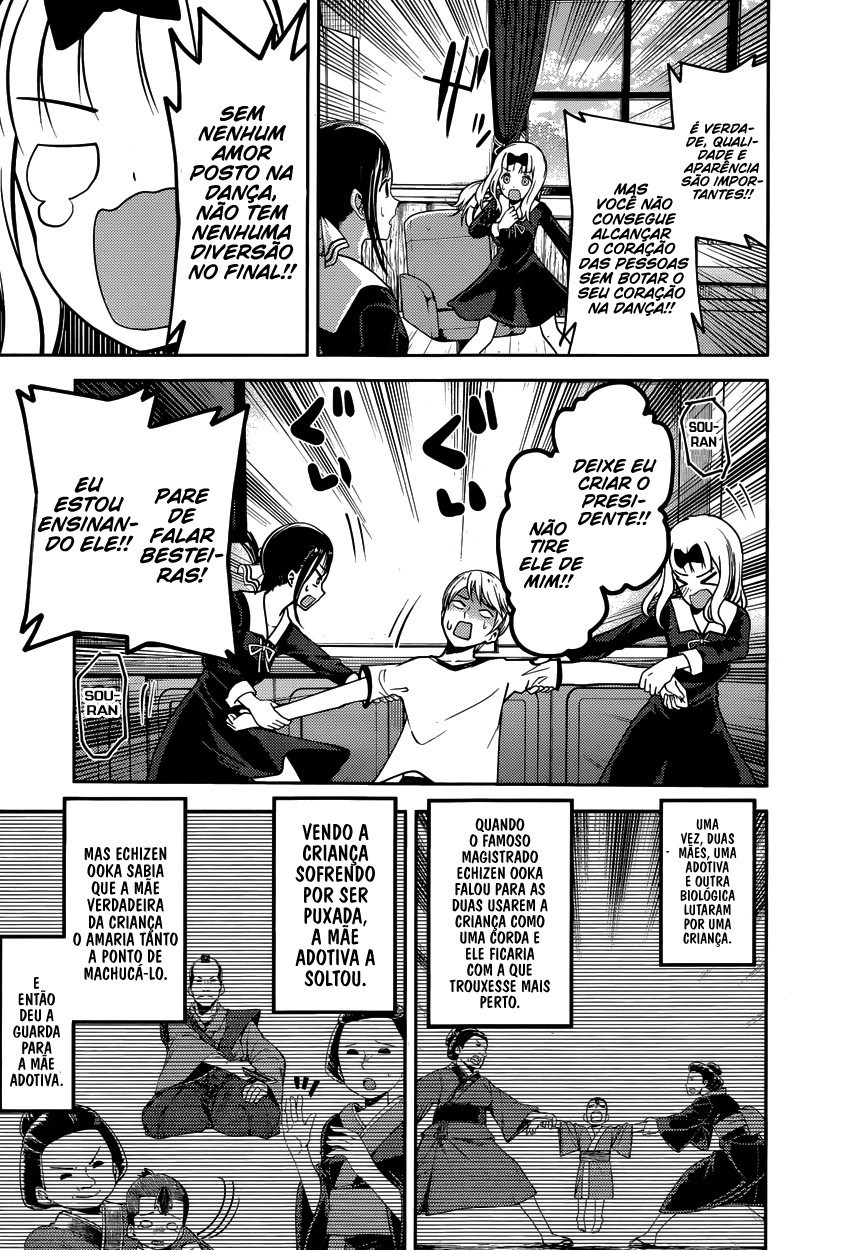 É VERDA-
DE, QUALI-
DADE E
APARÊNCIA
SÃO IMPOR-
TANTES!!
MAS
VOCÊ NÃO
CONSEGUE
ALCANÇAR
O CORAÇÃO
DAS PESSOAS
SEM BOTAR O
SEU CORAÇÃO
NA DANÇA!!
SEM
NENHUM
AMOR
POSTO NA
DANÇA,
NÃO TEM
NENHUMA
DIVERSÃO
NO FINAL!!
SOU-
RAN
DEIXE EU
CRIAR O
PRESI-
DENTE!!
NÃO
TIRE
ELE DE
MIM!!
PARE
DE
FALAR
BESTEI-
RAS!
EU
ESTOU
ENSINAN-
DO ELE!!
SOU-
RAN
UMA
VEZ, DUAS
MÃES, UMA
ADOTIVA
E OUTRA
BIOLÓGICA
LUTARAM
POR UMA
CRIANÇA.
QUANDO
O FAMOSO
MAGISTRADO
ECHIZEN OOKA
FALOU PARA AS
DUAS USAREM A
CRIANÇA COMO
UMA CORDA E
ELE FICARIA
COM A QUE
TROUXESSE MAIS
PERTO.
VENDO A
CRIANÇA
SOFRENDO
POR SER
PUXADA,
A MÃE
ADOTIVA A
SOLTOU.
MAS ECHIZEN
OOKA SABIA
QUE A MÃE
VERDADEIRA
DA CRIANÇA
O AMARIA TANTO
A PONTO DE
MACHUCÁ-LO.
E
ENTÃO
DEU A
GUARDA
PARA
A MÃE
ADOTIVA.